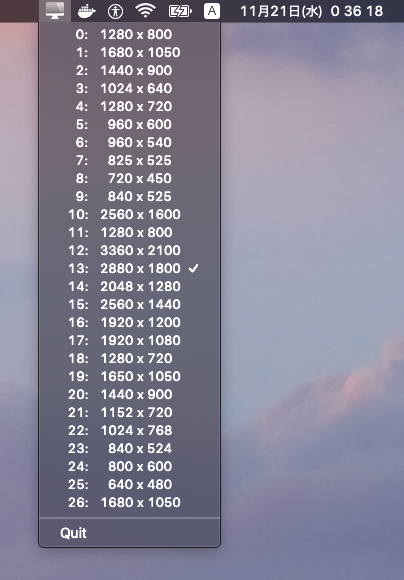 A 11月21日(水) 0 36 18
0: 1280 x 800
1: 1680 x 1050
2: 1440 x 900
3: 1024 x 640
4: 1280 x 720
5: 960 x 600
6: 960 x 540
7: 825 x 525
8: 720 x 450
9: 840 x 525
10: 2560 x 1600
11: 1280 x 800
12: 3360 x 2100
13: 2880 x 1800 ✓
14: 2048 x 1280
15: 2560 x 1440
16: 1920 x 1200
17: 1920 x 1080
18: 1280 x 720
19: 1650 x 1050
20: 1440 x 900
21: 1152 x 720
22: 1024 x 768
23: 840 x 524
24: 800 x 600
25: 640 x 480
26: 1680 x 1050
Quit